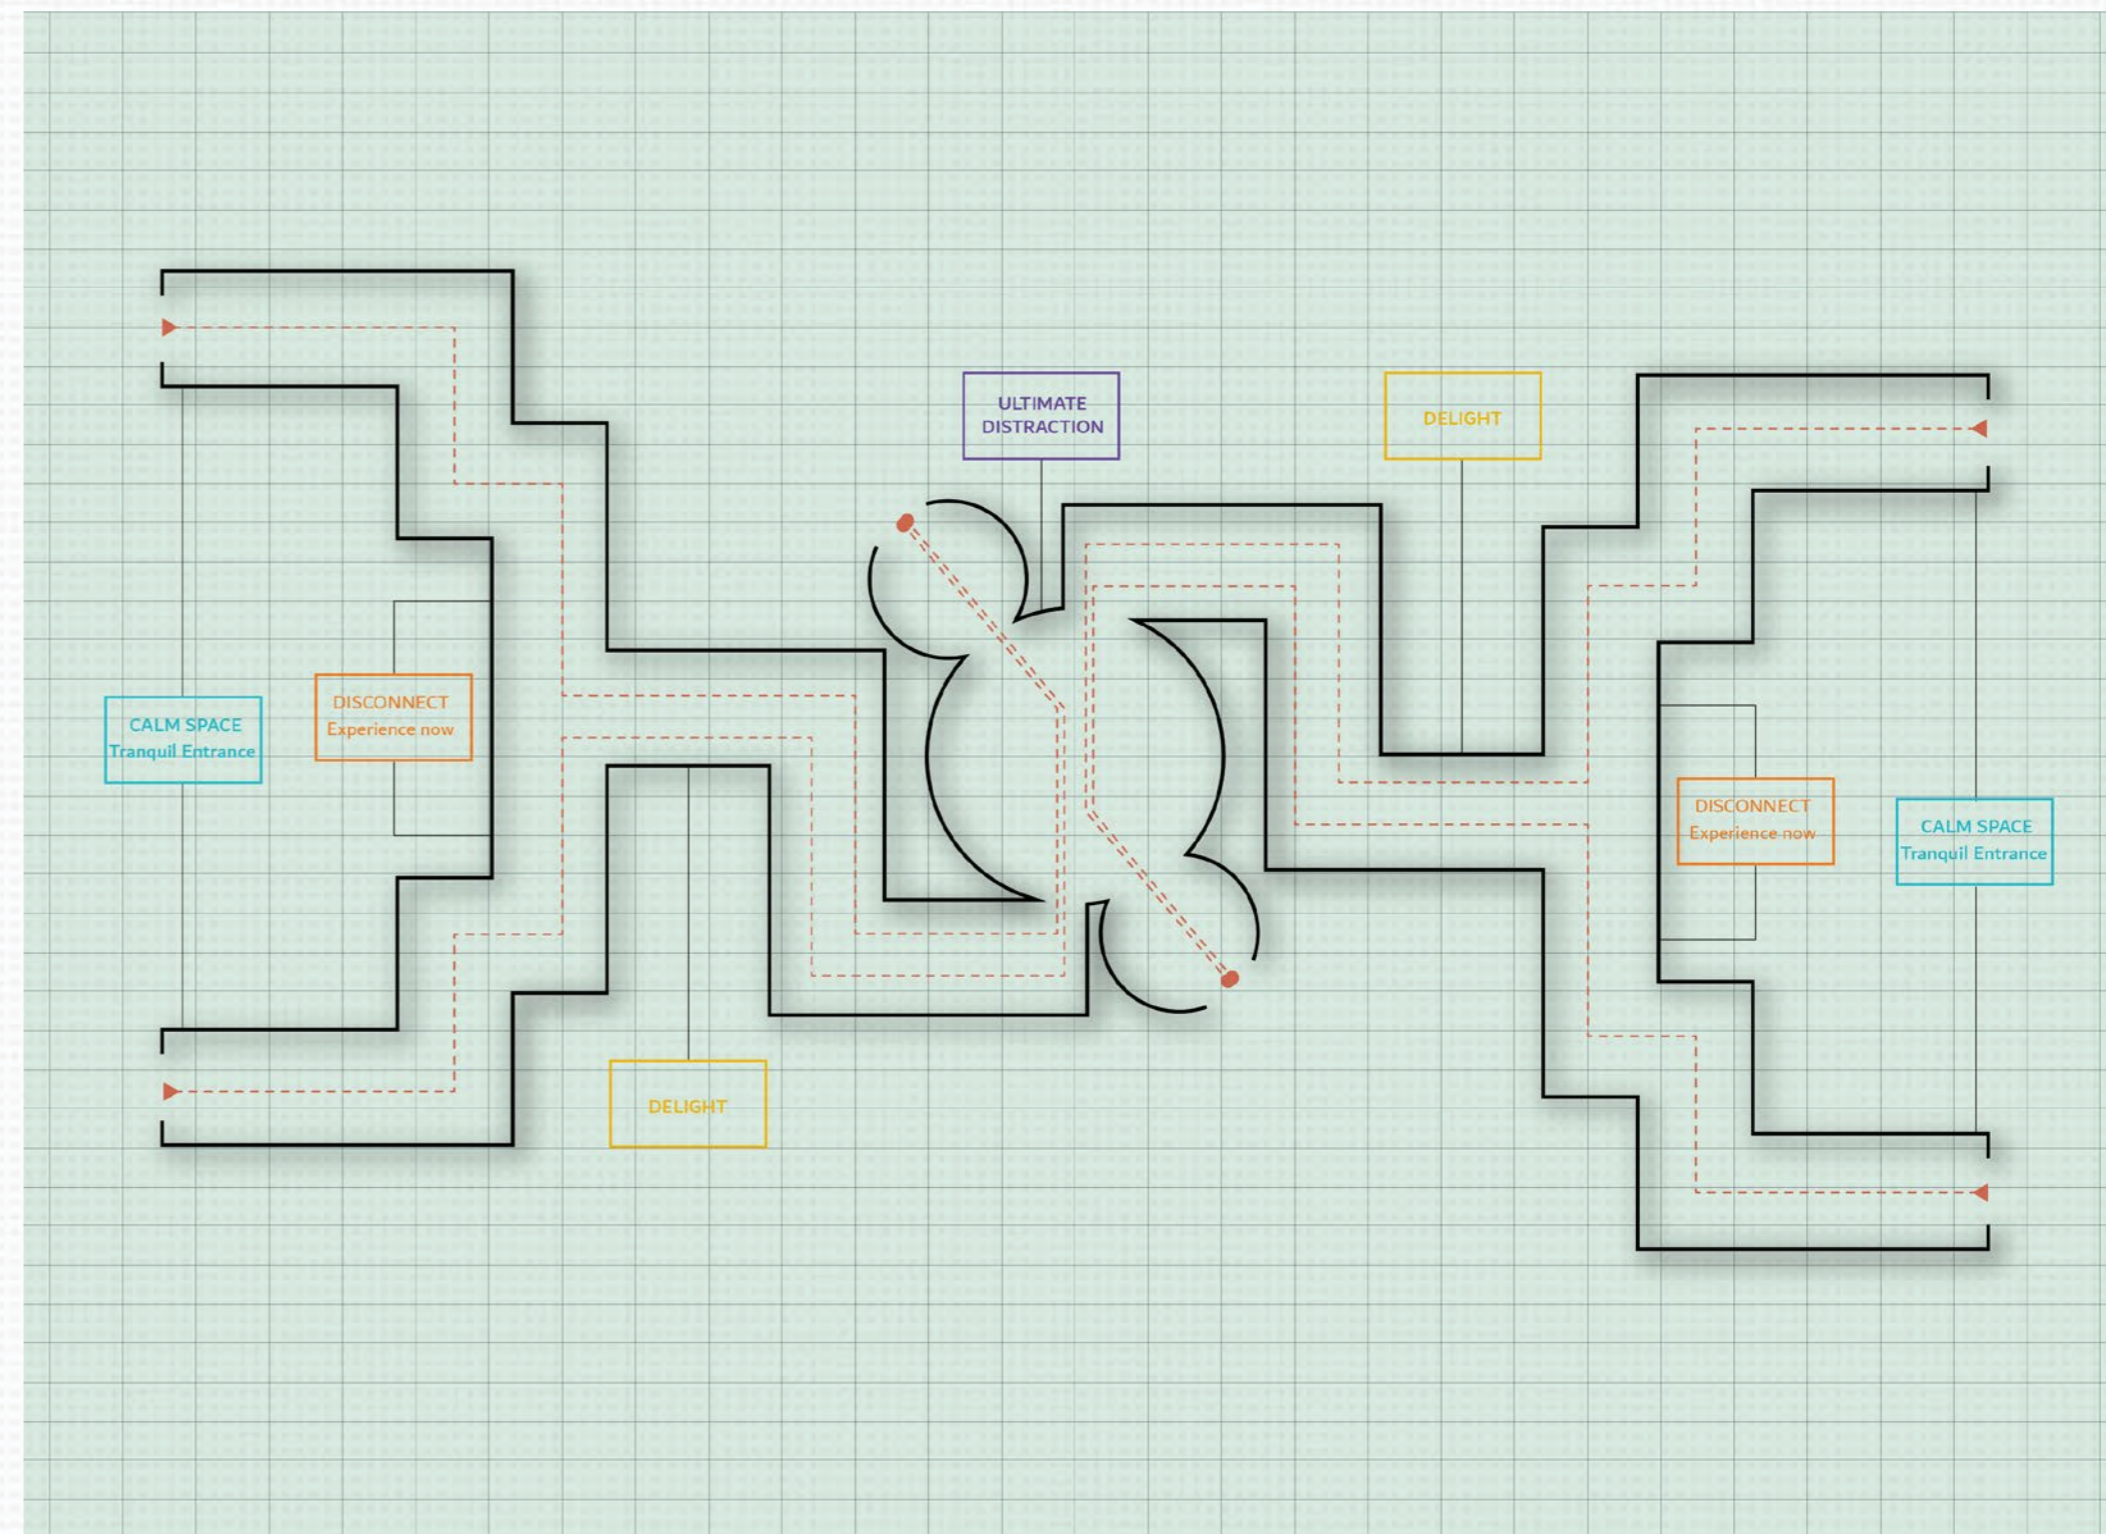 ULTIMATE
DISTRACTION
DELIGHT
DISCONNECT
Experience now
CALM SPACE
Tranquil Entrance
DISCONNECT
Experience now
CALM SPACE
Tranquil Entrance
DELIGHT